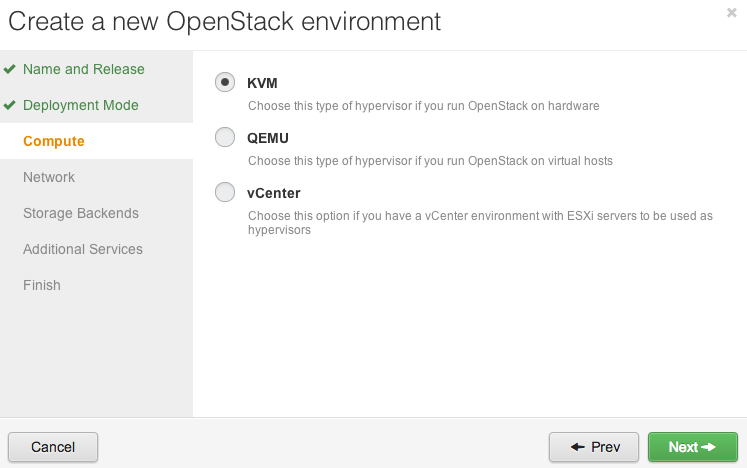 Create a new OpenStack environment
Name and Release
Deployment Mode
Compute
Network
Storage Backends
Additional Services
Finish
KVM
Choose this type of hypervisor if you run OpenStack on hardware
QEMU
Choose this type of hypervisor if you run OpenStack on virtual hosts
vCenter
Choose this option if you have a vCenter environment with ESXi servers to be used as
hypervisors
Cancel
Prev
Next